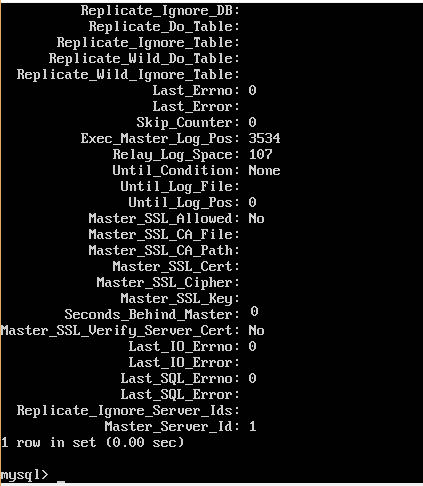 Replicate_Ignore_DB:
Replicate_Do_Table:
Replicate_Ignore_Table:
Replicate_Wild_Do_Table:
Replicate_Wild_Ignore_Table:
Last_Errno: 0
Last_Error:
Skip_Counter: 0
Exec_Master_Log_Pos: 3534
Relay_Log_Space: 107
Until_Condition: None
Until_Log_File:
Until_Log_Pos: 0
Master_SSL_Allowed: No
Master_SSL_CA_File:
Master_SSL_CA_Path:
Master_SSL_Cert:
Master_SSL_Cipher:
Master_SSL_Key:
Seconds_Behind_Master: 0
Master_SSL_Verify_Server_Cert: No
Last_IO_Errno: 0
Last_IO_Error:
Last_SQL_Errno: 0
Last_SQL_Error:
Replicate_Ignore_Server_Ids:
Master_Server_Id: 1
1 row in set (0.00 sec)
mysql> _